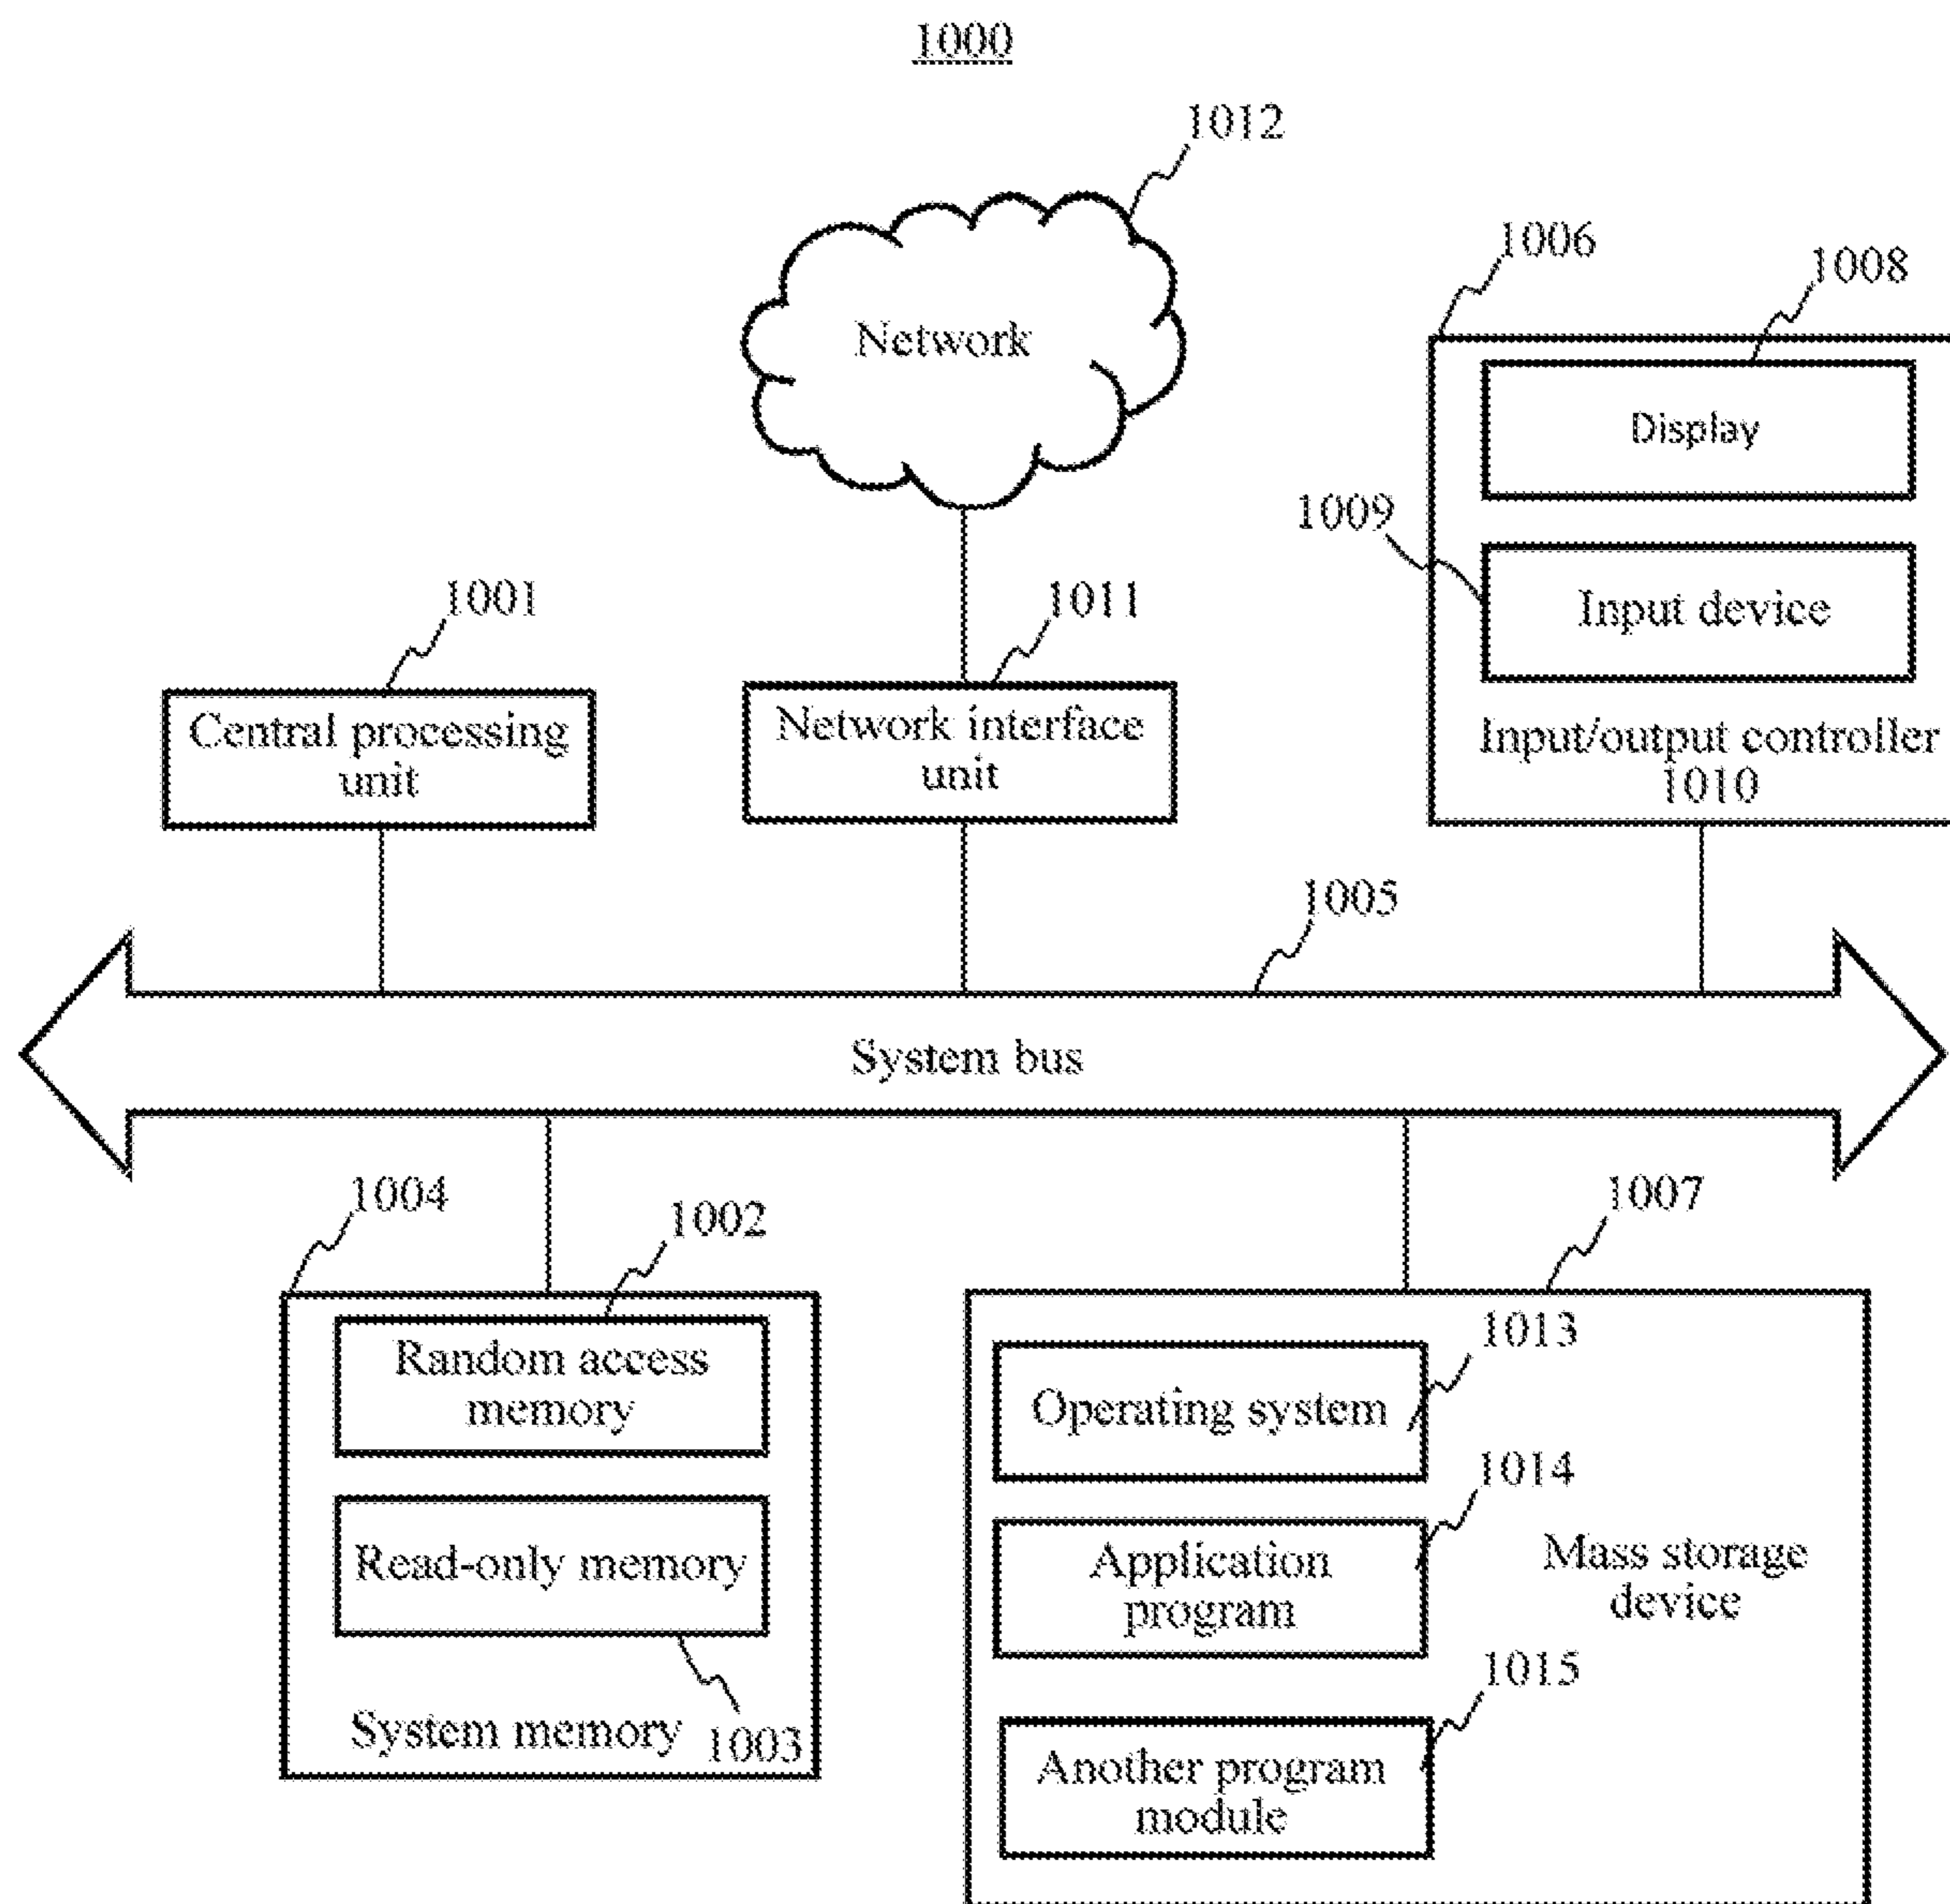 1000
1012
Network
1006
1008
Display
1009
Input device
Input/output controller
1010
1001
Central processing
unit
1011
Network interface
unit
1005
System bus
1004
1002
Random access
memory
Read-only memory
System memory
1003
1007
1013
Operating system
1014
Application
program
Mass storage
device
1015
Another program
module